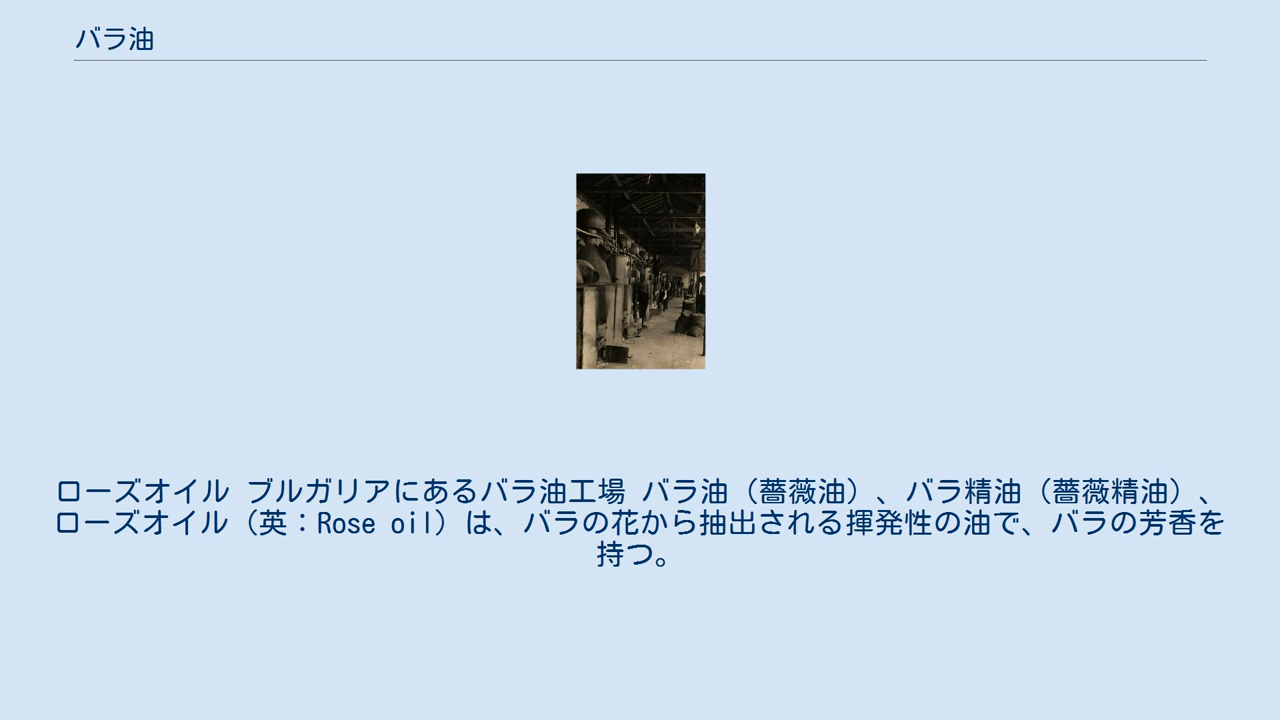 バラ油
ローズオイル ブルガリアにあるバラ油工場 バラ油（薔薇油）、バラ精油（薔薇精油）、
ローズオイル（英：Rose oil）は、バラの花から抽出される揮発性の油で、バラの芳香を
持つ。